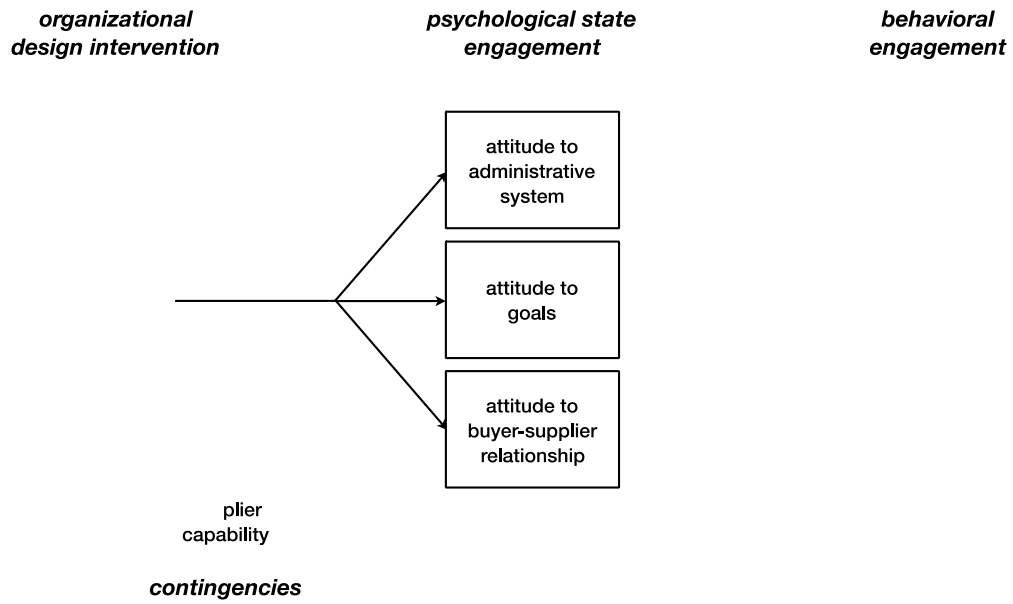 organizational
design intervention
psychological state
engagement
behavioral
engagement
attitude to
administrative
system
attitude to
goals
attitude to
buyer-supplier
relationship
plier
capability
contingencies